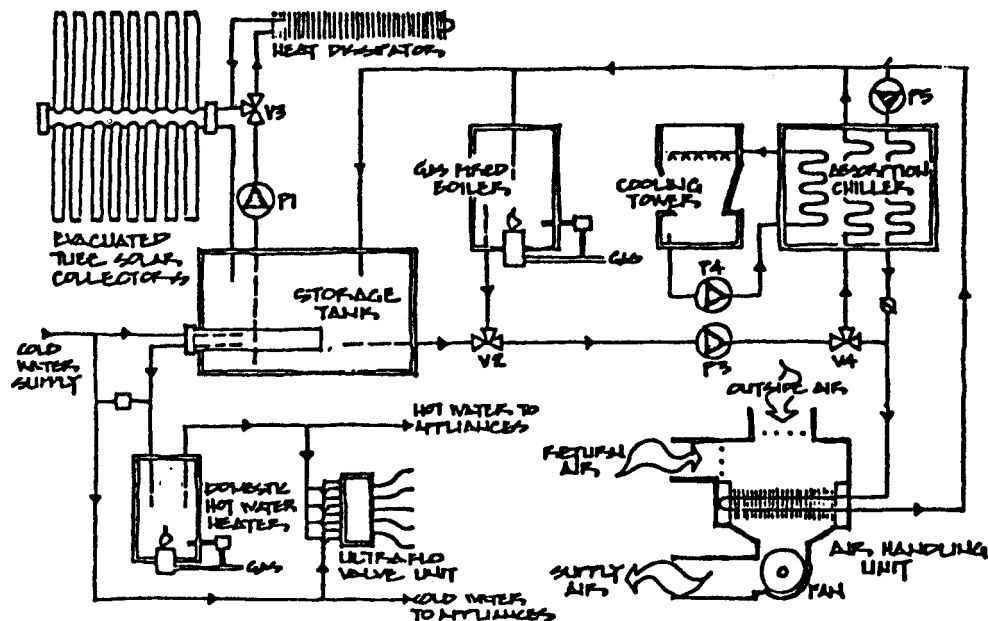 HEAT DISSIPATOR
V3
P1
EVACUATED
TUBE SOLAR
COLLECTORS
GAS FIRED
BOILER
GAS
COOLING
TOWER
ABSORPTION
CHILLER
P5
P4
STORAGE
TANK
V2
P3
V4
COLD
WATER
SUPPLY
OUTSIDE AIR
HOT WATER TO
APPLIANCES
RETURN
AIR
DOMESTIC
HOT WATER
HEATER
GAS
ULTRAFLO
VALVE UNIT
AIR HANDLING
UNIT
SUPPLY
AIR
FAN
COLD WATER
TO APPLIANCES